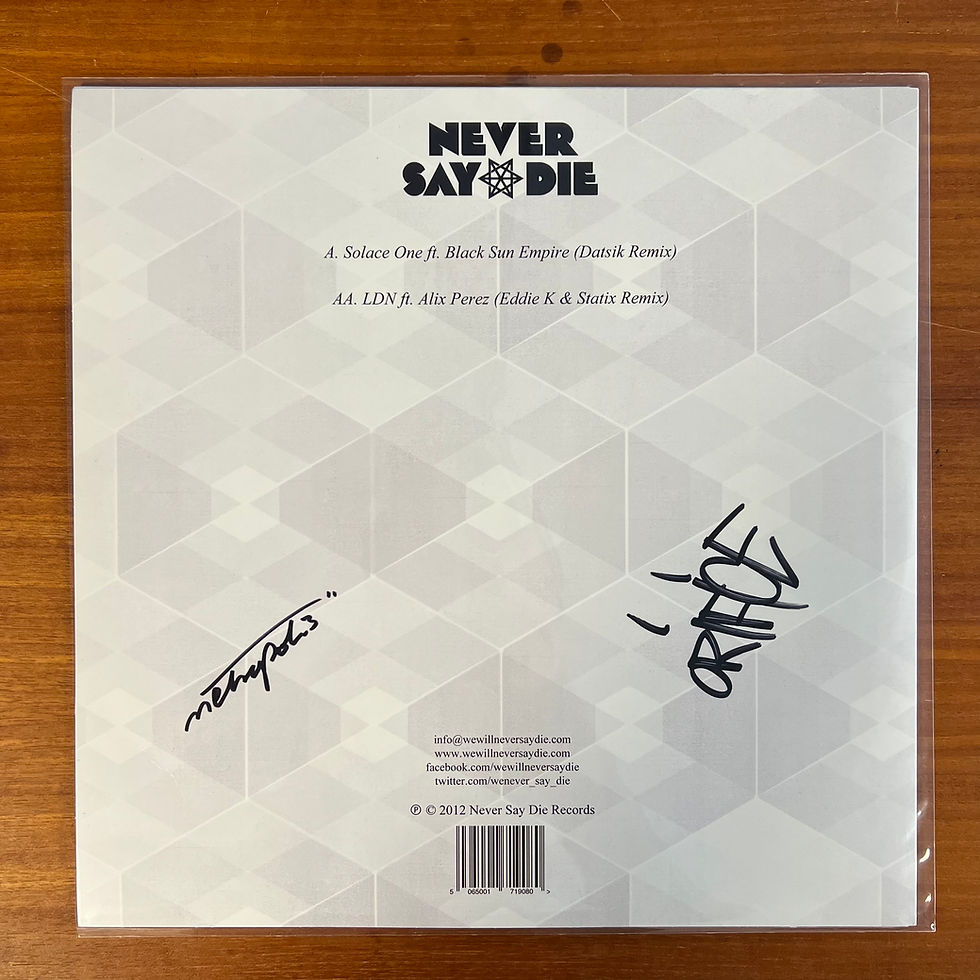 NEVER
SAY DIE
A. Solace One ft. Black Sun Empire (Datsik Remix)
AA. LDN ft. Alix Perez (Eddie K & Statix Remix)
metropolis
ORIFICE
info@wewillneversaydie.com
www.wewillneversaydie.com
facebook.com/wewillneversaydie
twitter.com/wenever_say_die
℗ © 2012 Never Say Die Records
5 065001 719080 >